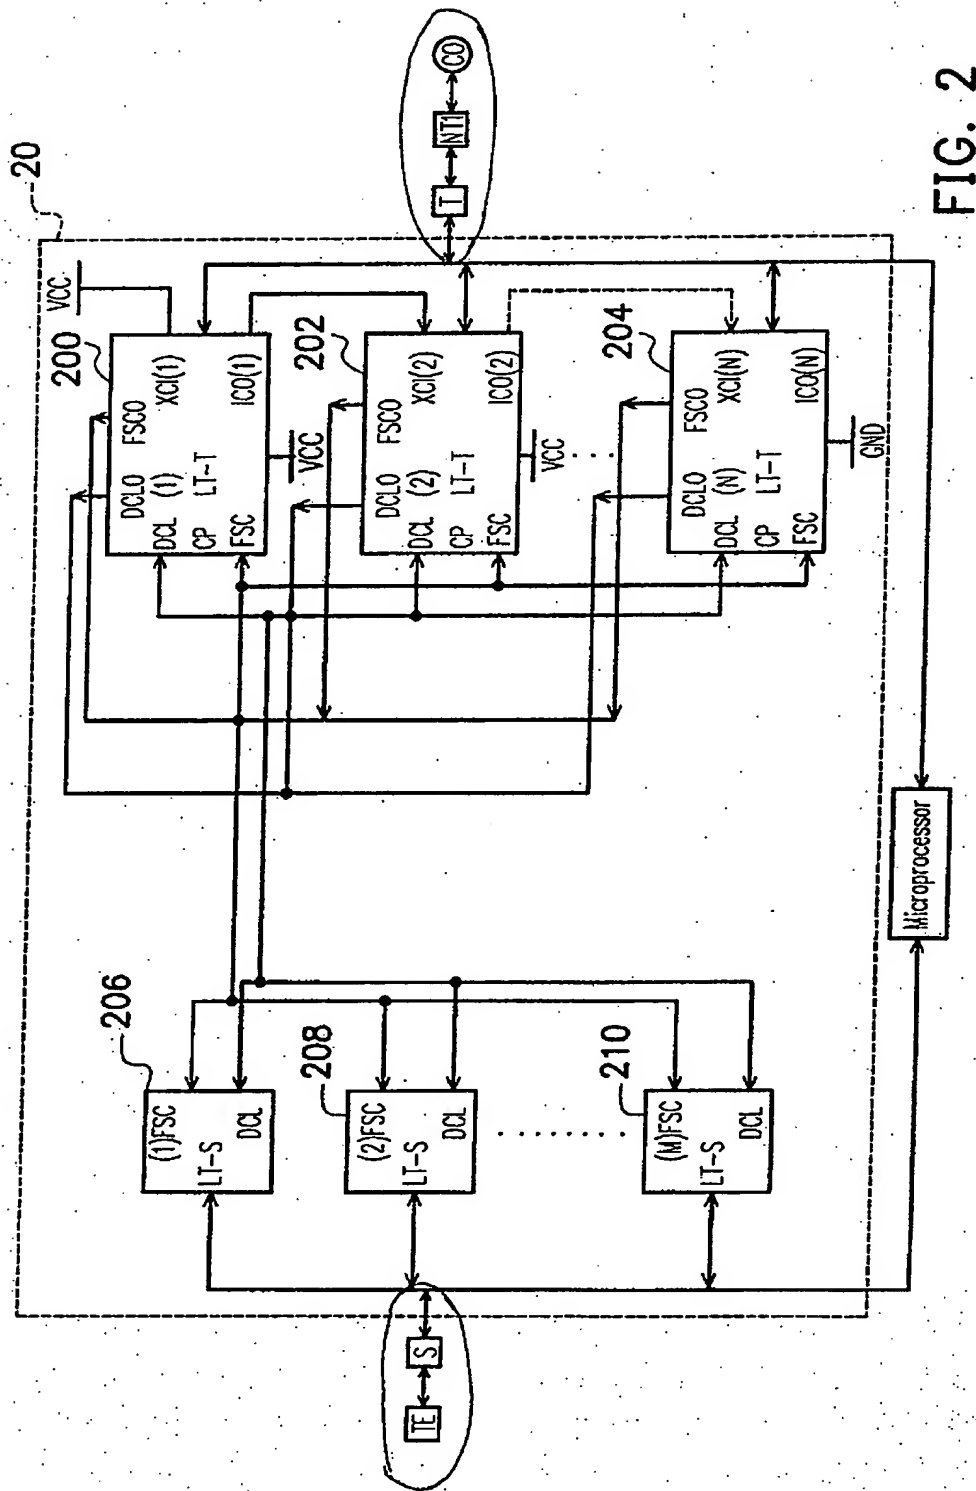 20
VCC
200
DCLO FSCO
DCL (1) XCI(1)
CP LT-T
FSC ICO(1)
VCC
202
DCLO FSCO
DCL (2) XCI(2)
CP LT-T
FSC ICO(2)
VCC
204
DCLO FSCO
DCL (N) XCI(N)
CP LT-T
FSC ICO(N)
GND
206
(1)FSC
LT-S
DCL
208
(2)FSC
LT-S
DCL
210
(M)FSC
LT-S
DCL
TE S
T NT1 CO
Microprocessor
FIG. 2